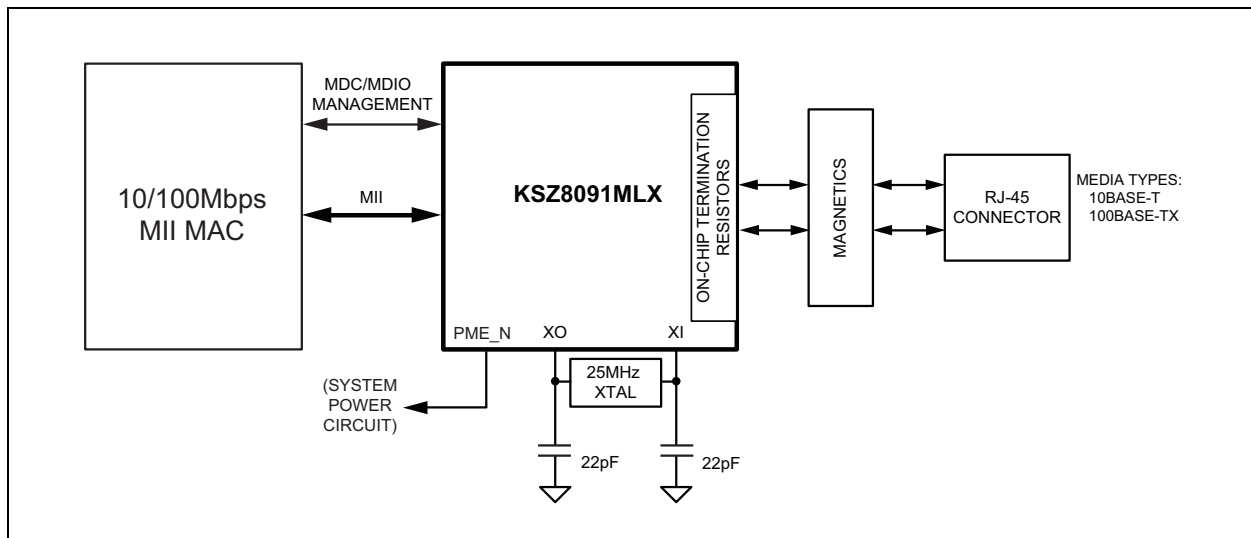 10/100Mbps
MII MAC
MDC/MDIO
MANAGEMENT
MII
KSZ8091MLX
ON-CHIP TERMINATION
RESISTORS
PME_N
XO
XI
MAGNETICS
RJ-45
CONNECTOR
MEDIA TYPES:
10BASE-T
100BASE-TX
(SYSTEM
POWER
CIRCUIT)
25MHz
XTAL
22pF
22pF